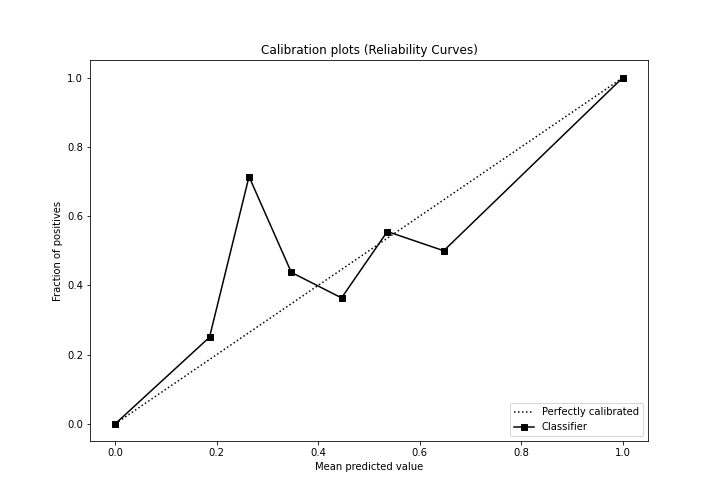 Calibration plots (Reliability Curves)
1.0
0.8
0.6
0.4
0.2
0.0
Fraction of positives
0.0 0.2 0.4 0.6 0.8 1.0
Mean predicted value
Perfectly calibrated
Classifier